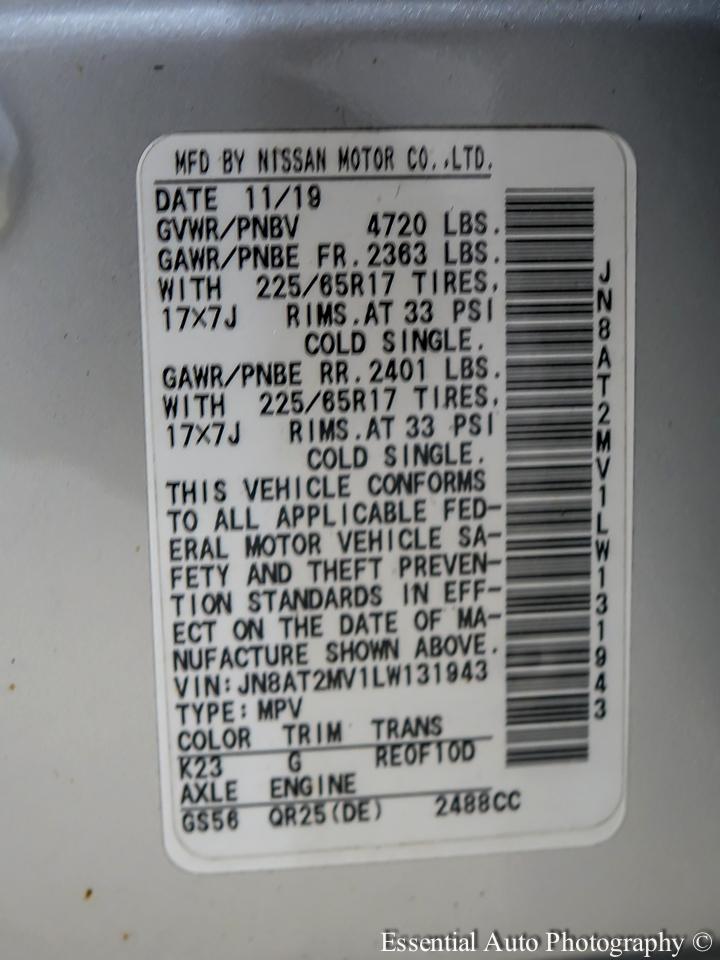 MFD BY NISSAN MOTOR CO.,LTD.
DATE 11/19
GVWR/PNBV 4720 LBS.
GAWR/PNBE FR. 2363 LBS.
WITH 225/65R17 TIRES,
17X7J RIMS.AT 33 PSI
COLD SINGLE.
GAWR/PNBE RR. 2401 LBS.
WITH 225/65R17 TIRES,
17X7J RIMS.AT 33 PSI
COLD SINGLE.
THIS VEHICLE CONFORMS
TO ALL APPLICABLE FED-
ERAL MOTOR VEHICLE SA-
FETY AND THEFT PREVEN-
TION STANDARDS IN EFF-
ECT ON THE DATE OF MA-
NUFACTURE SHOWN ABOVE.
VIN: JN8AT2MV1LW131943
TYPE: MPV
COLOR TRIM TRANS
K23 G RE0F10D
AXLE ENGINE
GS56 QR25(DE) 2488CC
JN8AT2MV1LW131943
Essential Auto Photography ©